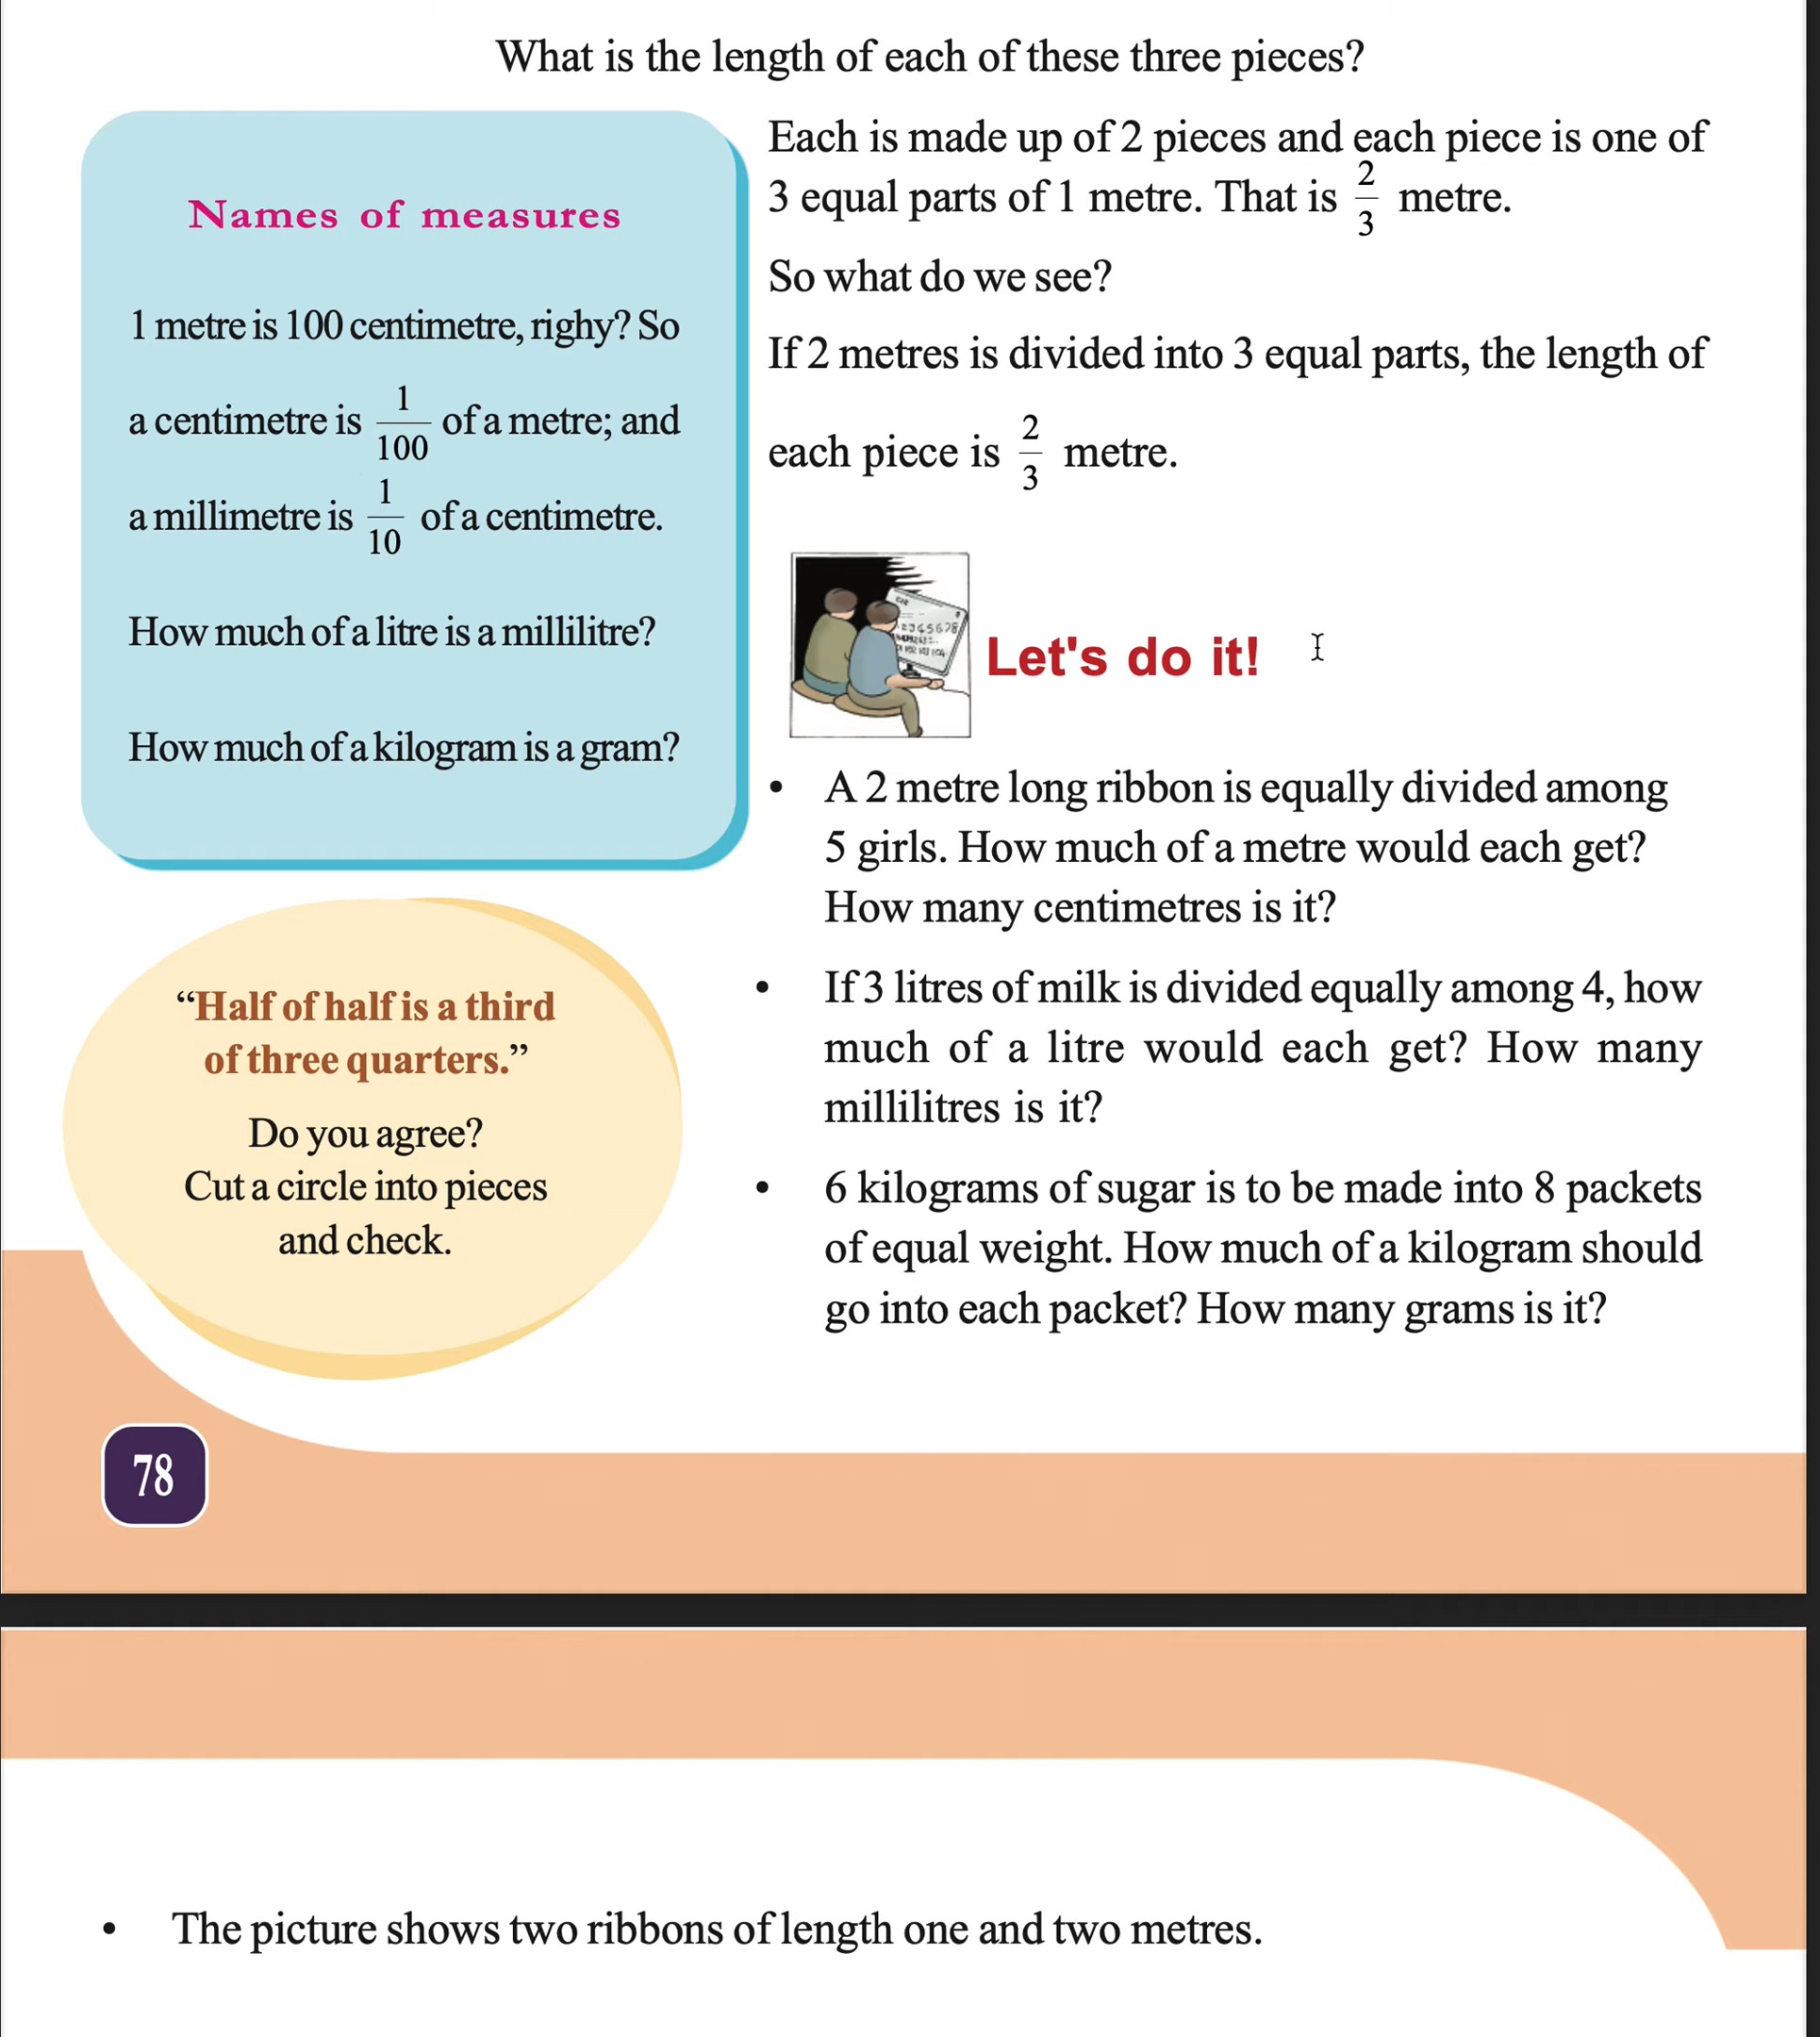 What is the length of each of these three pieces?
Names of measures
1 metre is 100 centimetre, righy? So
a centimetre is 1/100 of a metre; and
a millimetre is 1/10 of a centimetre.
How much of a litre is a millilitre?
How much of a kilogram is a gram?
“Half of half is a third
of three quarters.”
Do you agree?
Cut a circle into pieces
and check.
Each is made up of 2 pieces and each piece is one of
3 equal parts of 1 metre. That is 2/3 metre.
So what do we see?
If 2 metres is divided into 3 equal parts, the length of
each piece is 2/3 metre.
Let's do it!
• A 2 metre long ribbon is equally divided among
5 girls. How much of a metre would each get?
How many centimetres is it?
• If 3 litres of milk is divided equally among 4, how
much of a litre would each get? How many
millilitres is it?
• 6 kilograms of sugar is to be made into 8 packets
of equal weight. How much of a kilogram should
go into each packet? How many grams is it?
78
• The picture shows two ribbons of length one and two metres.